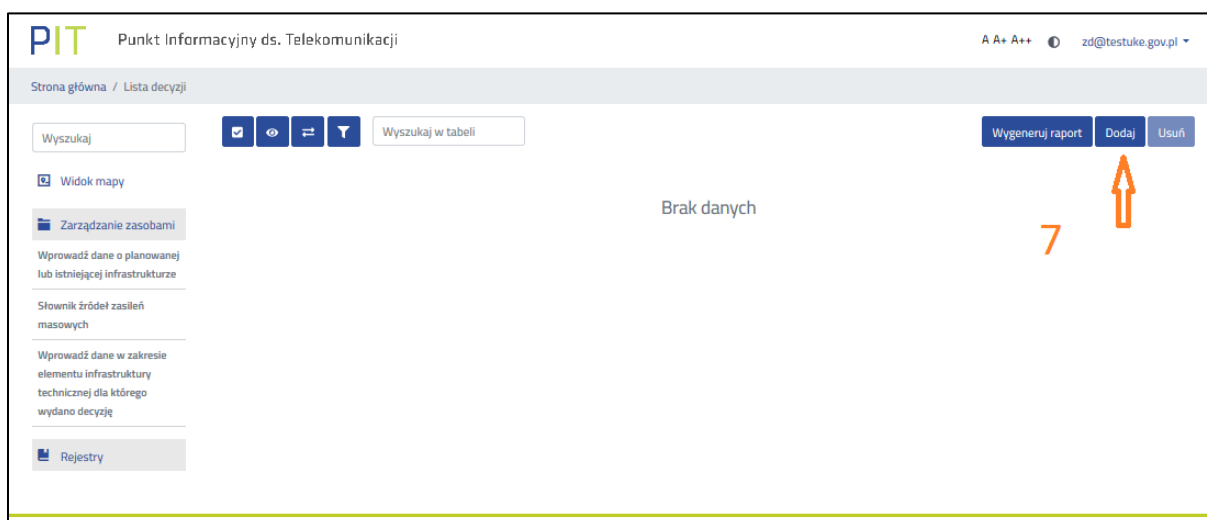 PIT Punkt Informacyjny ds. Telekomunikacji
A A+ A++ zd@testuke.gov.pl
Strona główna / Lista decyzji
Wyszukaj
Wyszukaj w tabeli
Wygeneruj raport Dodaj Usuń
Widok mapy
Brak danych
Zarządzanie zasobami
7
Wprowadź dane o planowanej
lub istniejącej infrastrukturze
Słownik źródeł zasileń
masowych
Wprowadź dane w zakresie
elementu infrastruktury
technicznej dla którego
wydano decyzję
Rejestry